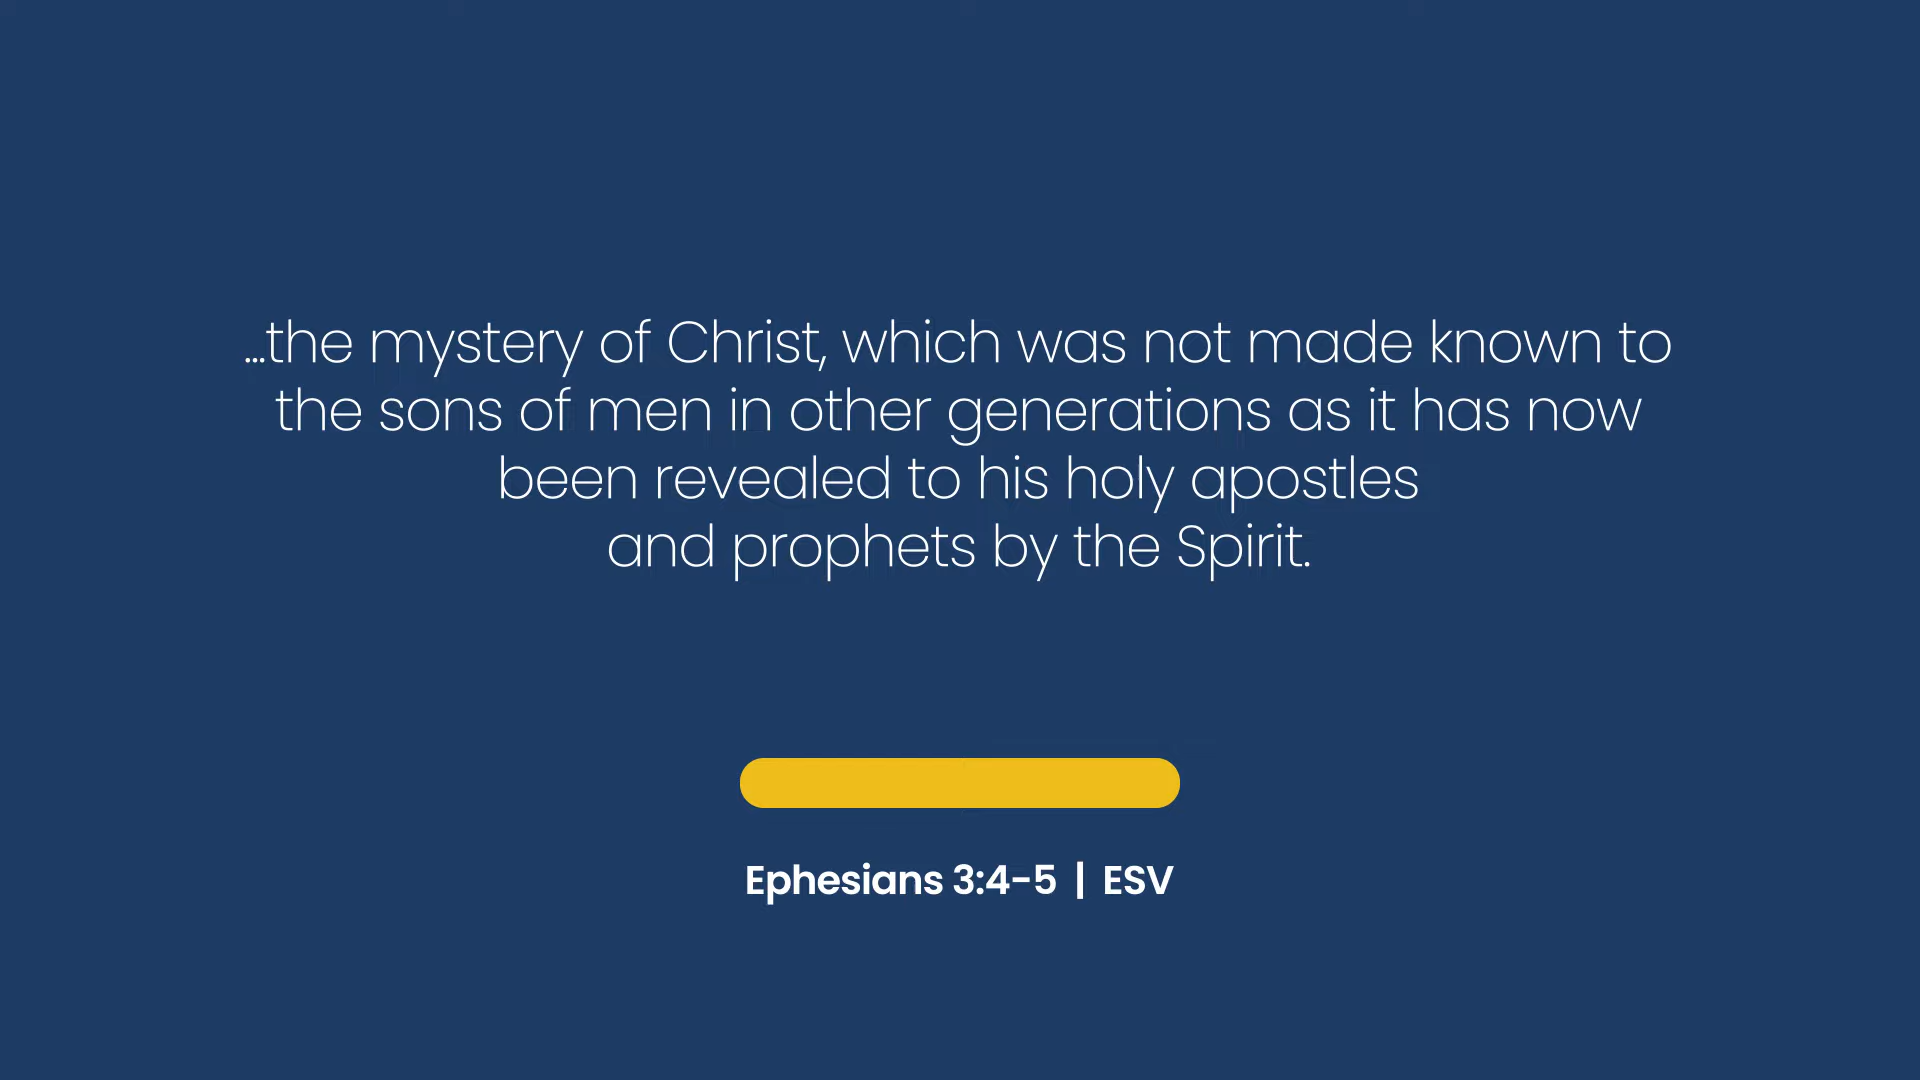 ...the mystery of Christ, which was not made known to
the sons of men in other generations as it has now
been revealed to his holy apostles
and prophets by the Spirit.
Ephesians 3:4-5 | ESV